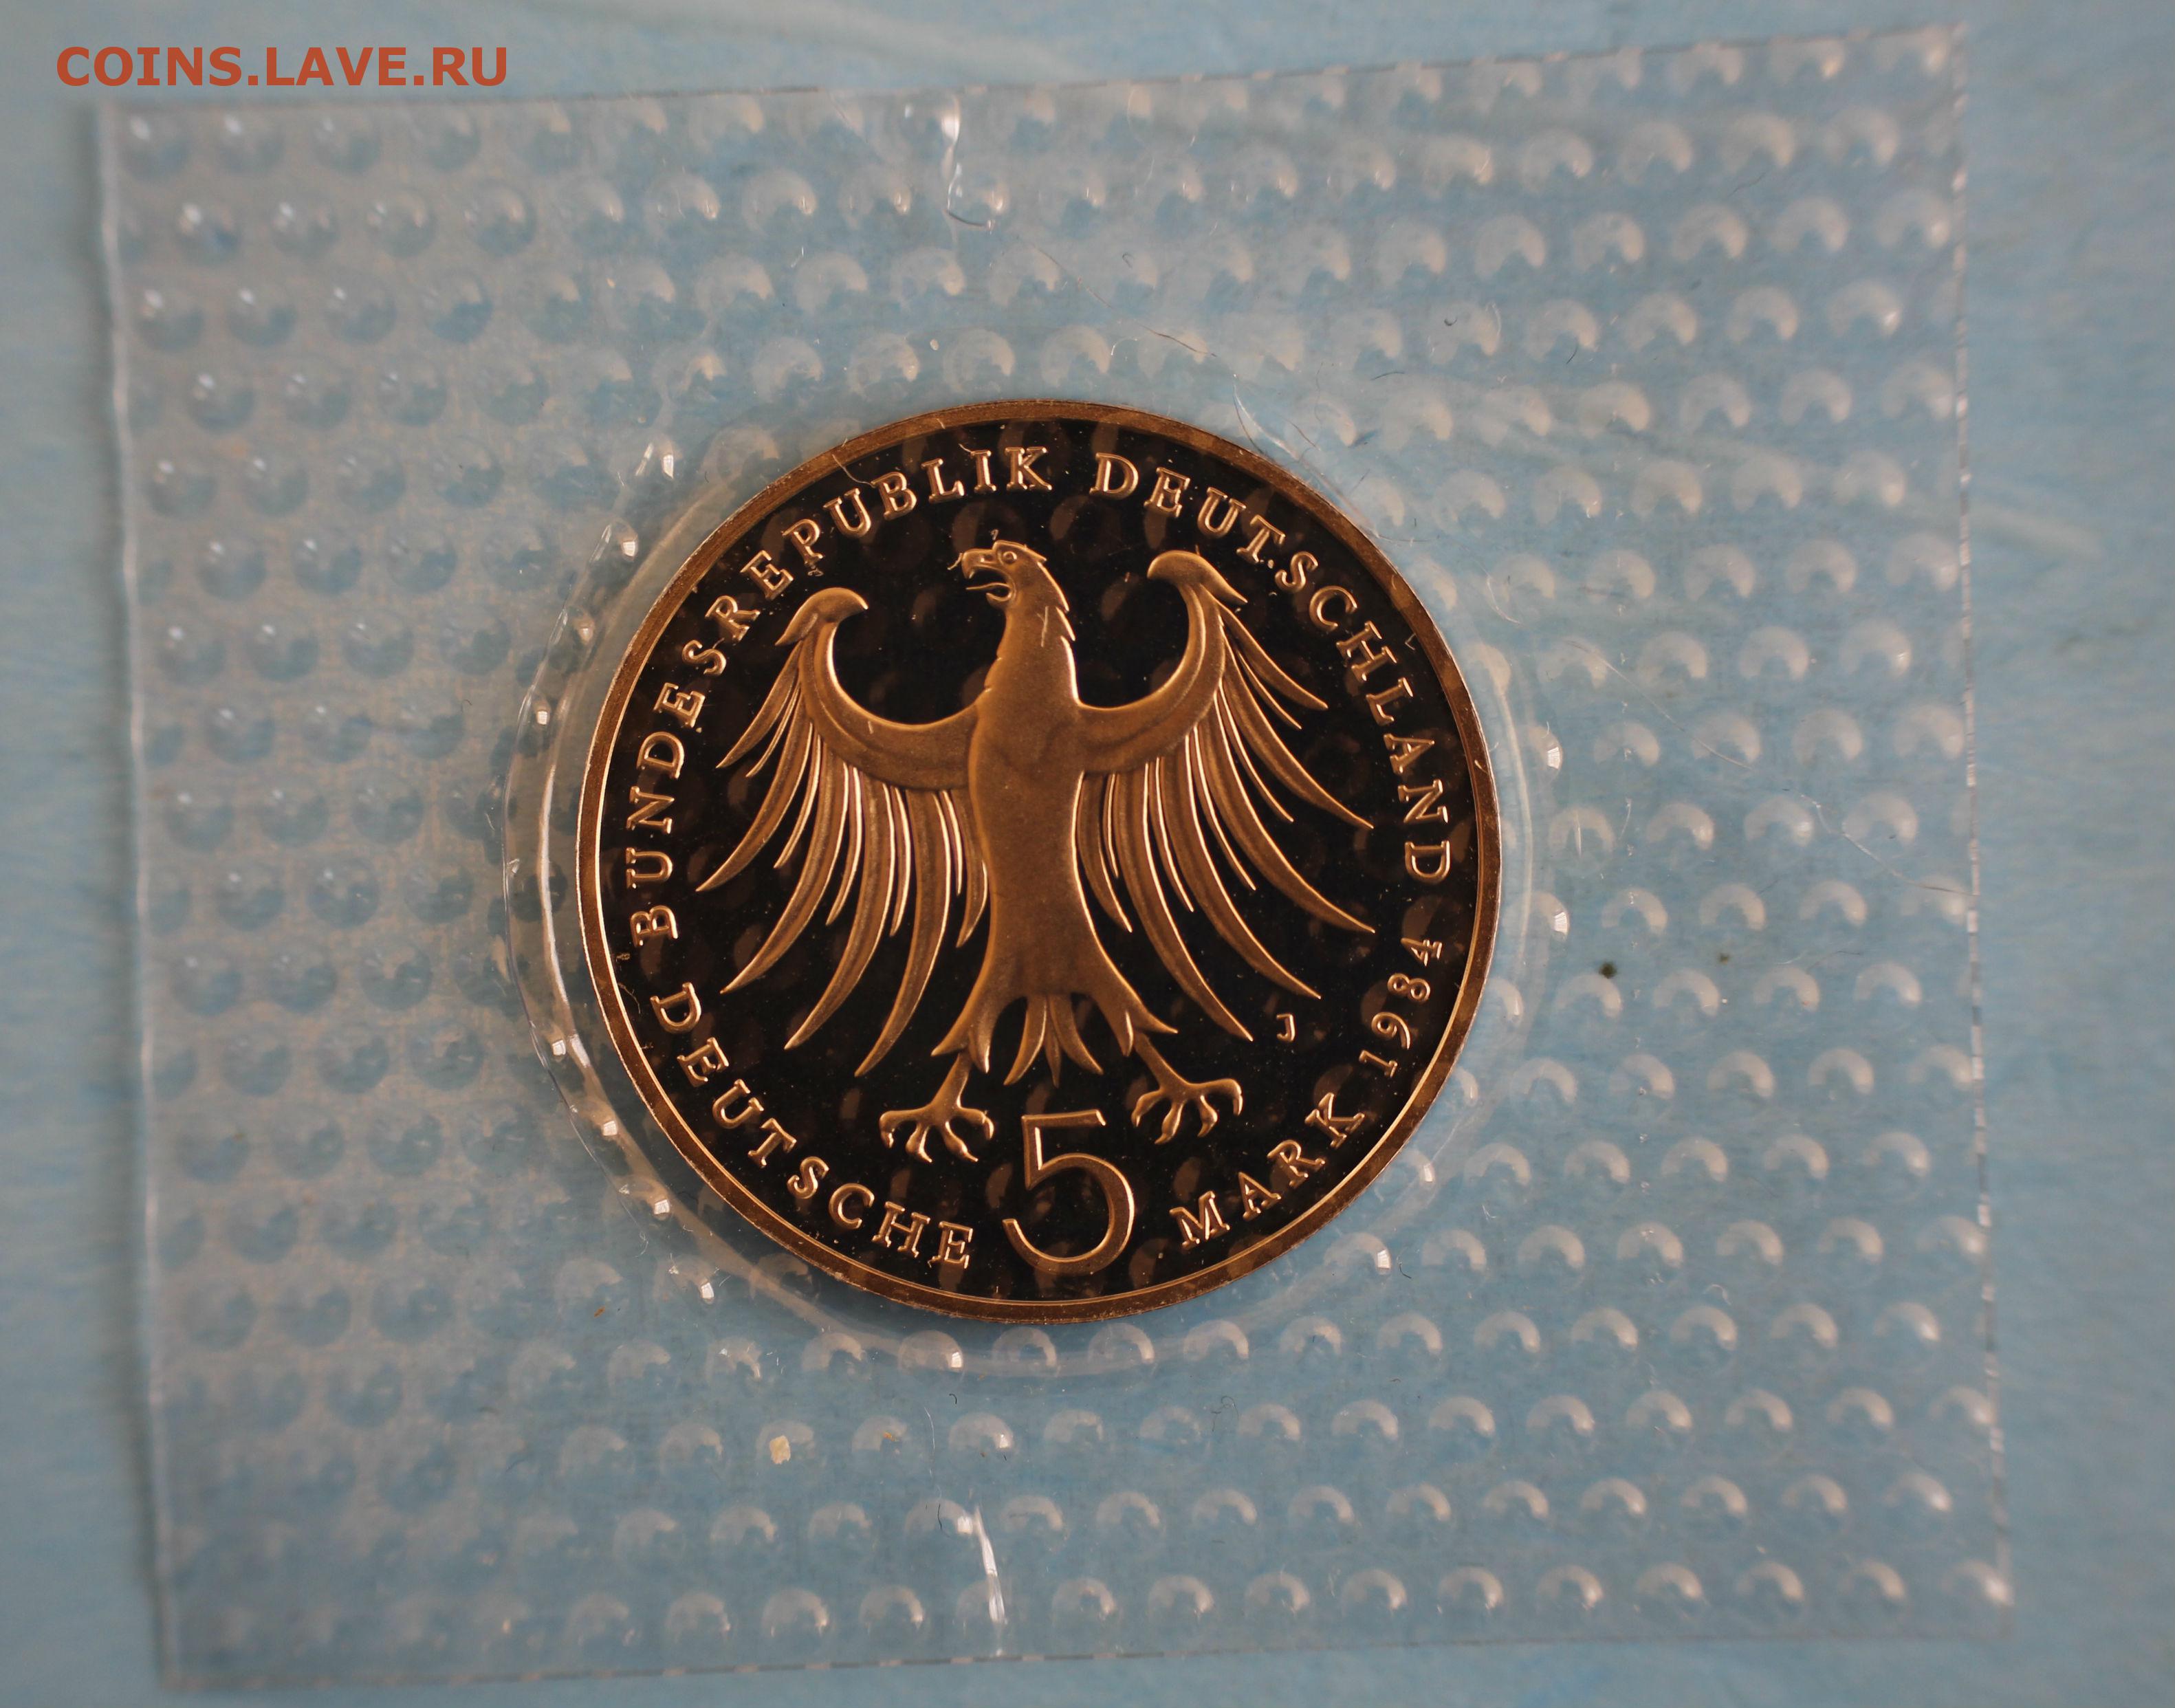 COINS.LAVE.RU
BUNDESREPUBLIK DEUTSCHLAND 1984
J
DEUTSCHE 5 MARK